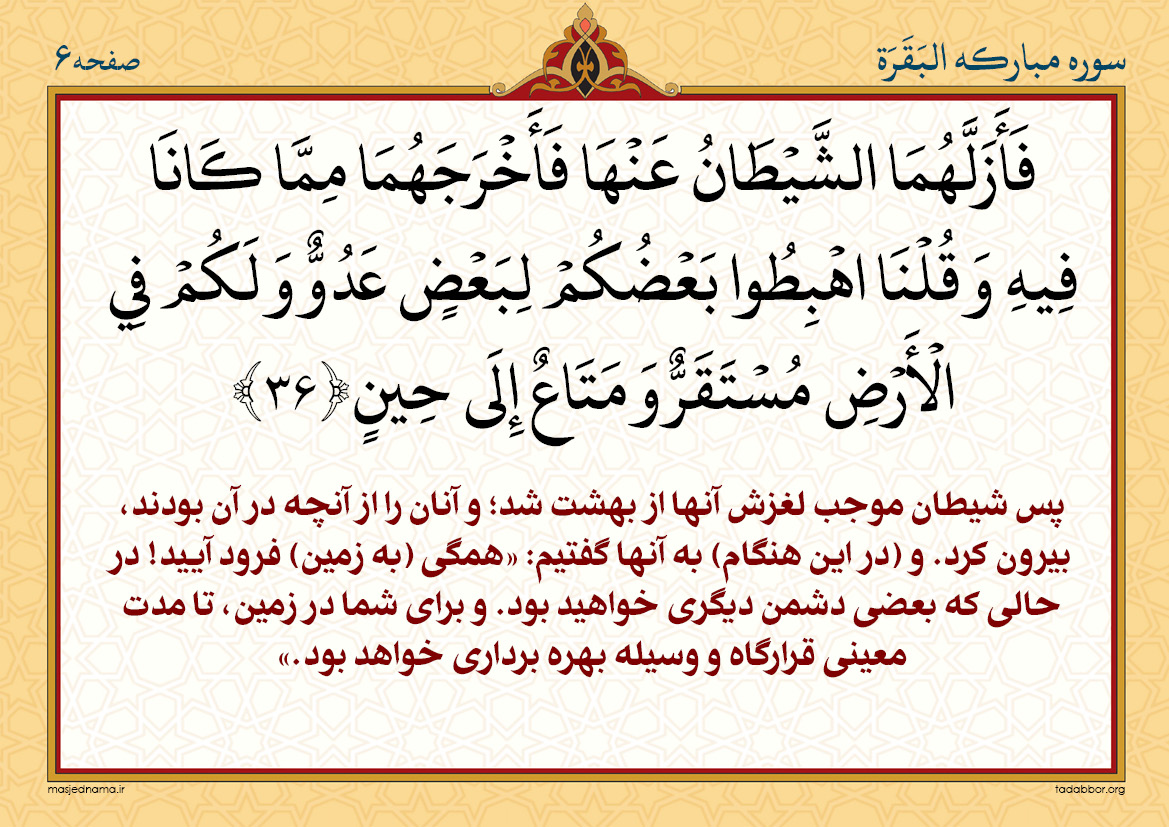 سوره مبارکه البَقَرَة
صفحه۶
فَأَزَلَّهُمَا الشَّيْطَانُ عَنْهَا فَأَخْرَجَهُمَا مِمَّا كَانَا
فِيهِ وَ قُلْنَا اهْبِطُوا بَعْضُكُمْ لِبَعْضٍ عَدُوٌّ وَ لَكُمْ فِي
الْأَرْضِ مُسْتَقَرٌّ وَ مَتَاعٌ إِلَى حِينٍ ﴿۳۶﴾
پس شیطان موجب لغزش آنها از بهشت شد؛ و آنان را از آنچه در آن بودند،
بیرون کرد. و (در این هنگام) به آنها گفتیم: «همگی (به زمین) فرود آیید! در
حالی که بعضی دشمن دیگری خواهید بود. و برای شما در زمین، تا مدت
معینی قرارگاه و وسیله بهره برداری خواهد بود.»
masjednama.ir
tadabbor.org